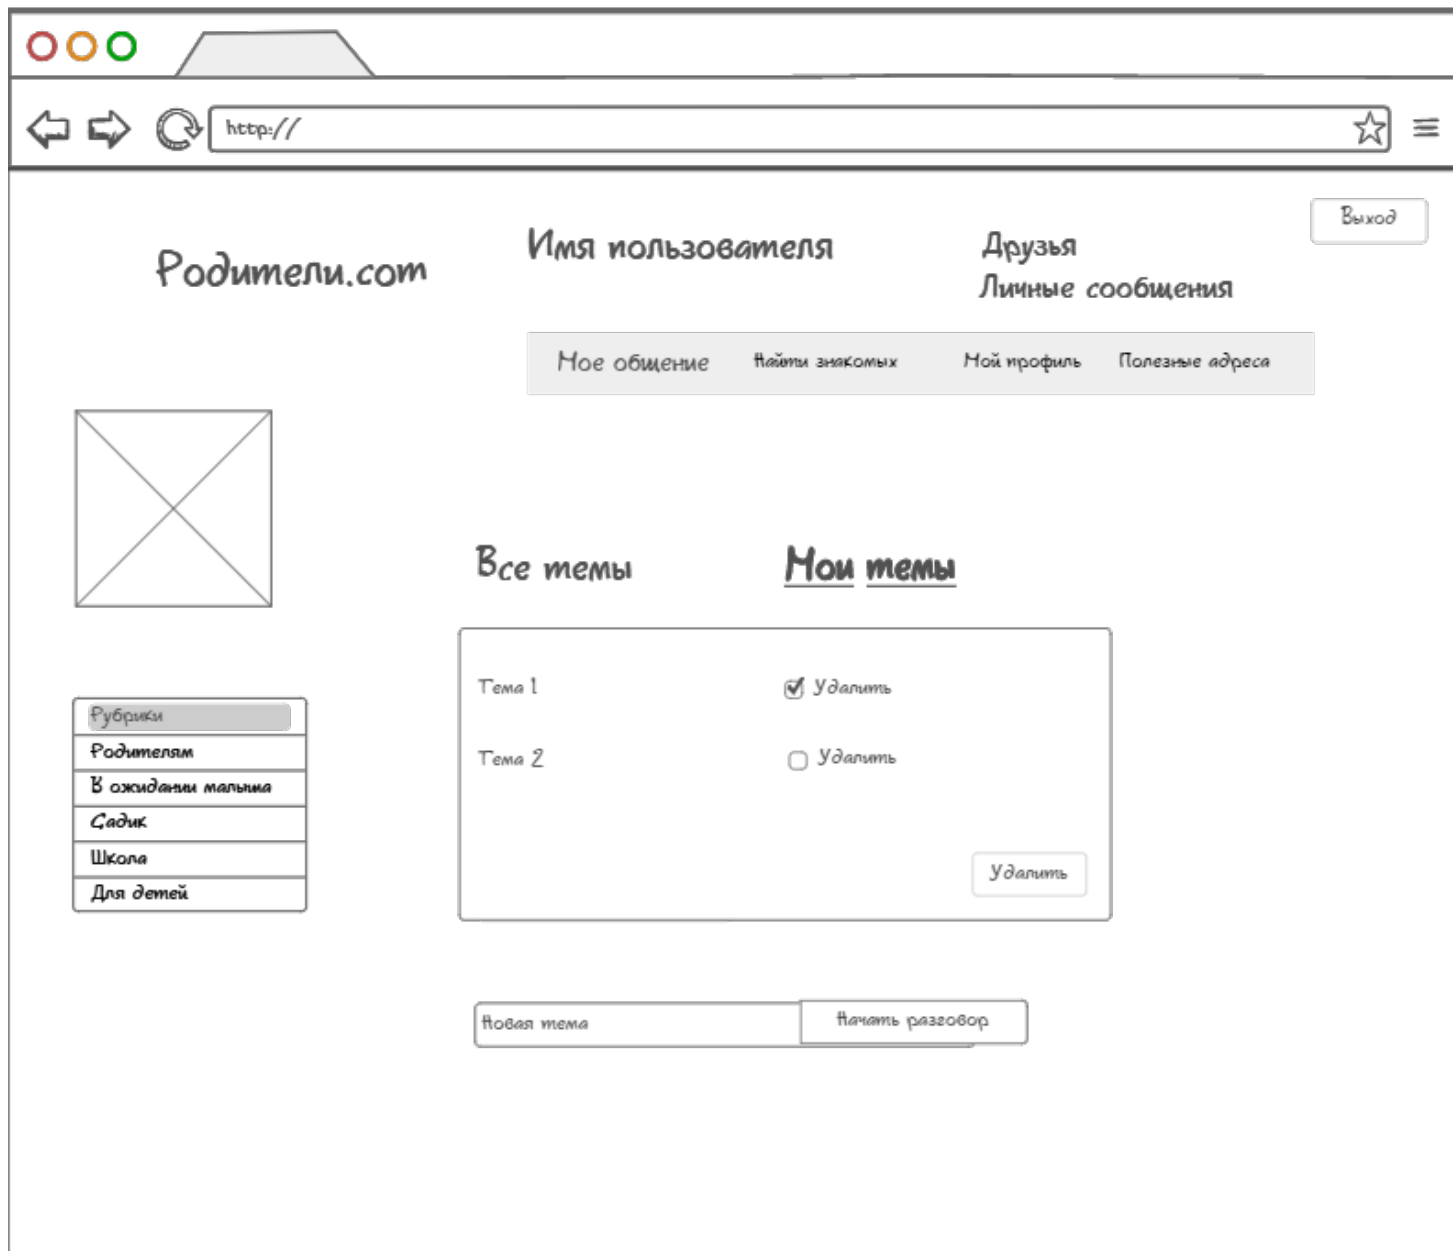 http://
Выход
Родители.com
Имя пользователя
Друзья
Личные сообщения
Мое общение Найти знакомых Мой профиль Полезные адреса
Все темы Мои темы
Тема 1 Удалить
Тема 2 Удалить
Удалить
Рубрики
Родителям
В ожидании малыша
Садик
Школа
Для детей
Новая тема Начать разговор